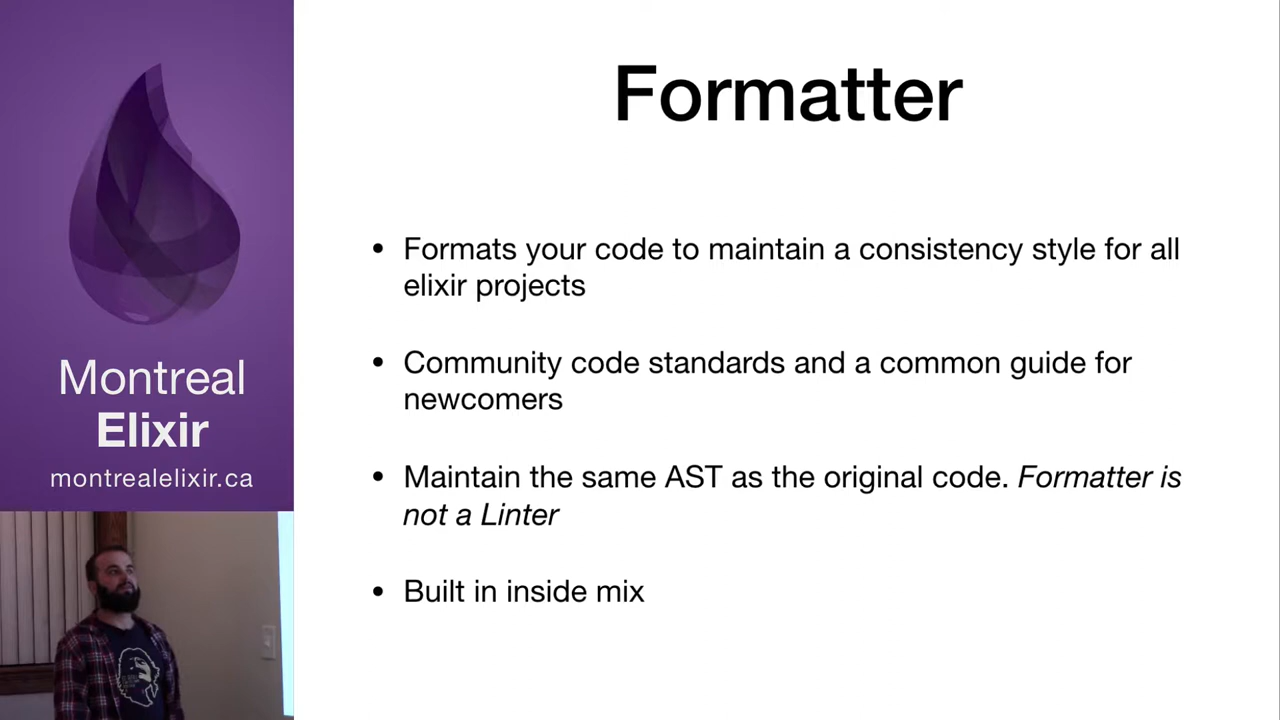 Formatter
• Formats your code to maintain a consistency style for all
elixir projects
• Community code standards and a common guide for
newcomers
• Maintain the same AST as the original code. Formatter is
not a Linter
• Built in inside mix
Montreal
Elixir
montrealelixir.ca